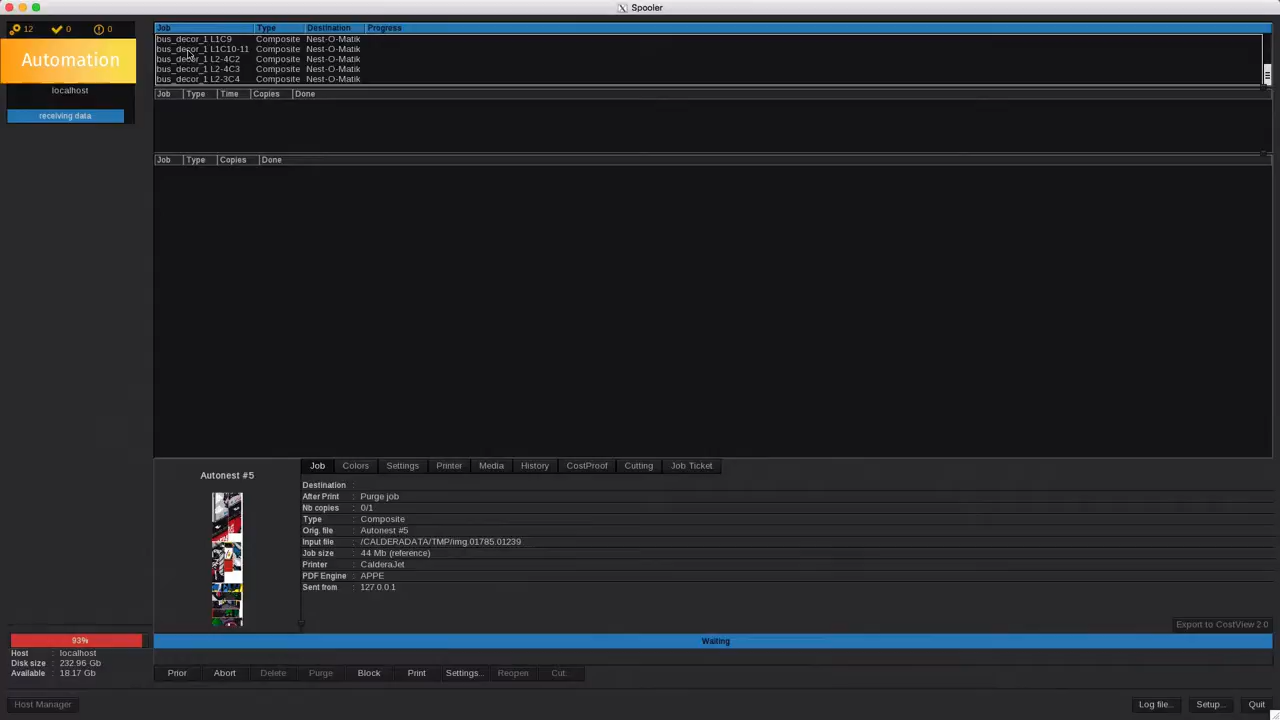 Spooler
12 0 0
Automation
localhost
receiving data
Job Type Destination Progress
bus_decor_1 L1C9 Composite Nest-O-Matik
bus_decor_1 L1C10-11 Composite Nest-O-Matik
bus_decor_1 L2-4C2 Composite Nest-O-Matik
bus_decor_1 L2-4C3 Composite Nest-O-Matik
bus_decor_1 L2-3C4 Composite Nest-O-Matik
Job Type Time Copies Done
Job Type Copies Done
Autonest #5
Job Colors Settings Printer Media History CostProof Cutting Job Ticket
Destination :
After Print : Purge job
Nb copies : 0/1
Type : Composite
Orig. file : Autonest #5
Input file : /CALDERADATA/TMP/img.01785.01239
Job size : 44 Mb (reference)
Printer : CalderaJet
PDF Engine : APPE
Sent from : 127.0.0.1
Export to CostView 2.0
93%
Host : localhost
Disk size : 232.96 Gb
Available : 18.17 Gb
Waiting
Prior Abort Delete Purge Block Print Settings... Reopen Cut...
Host Manager
Log file... Setup... Quit